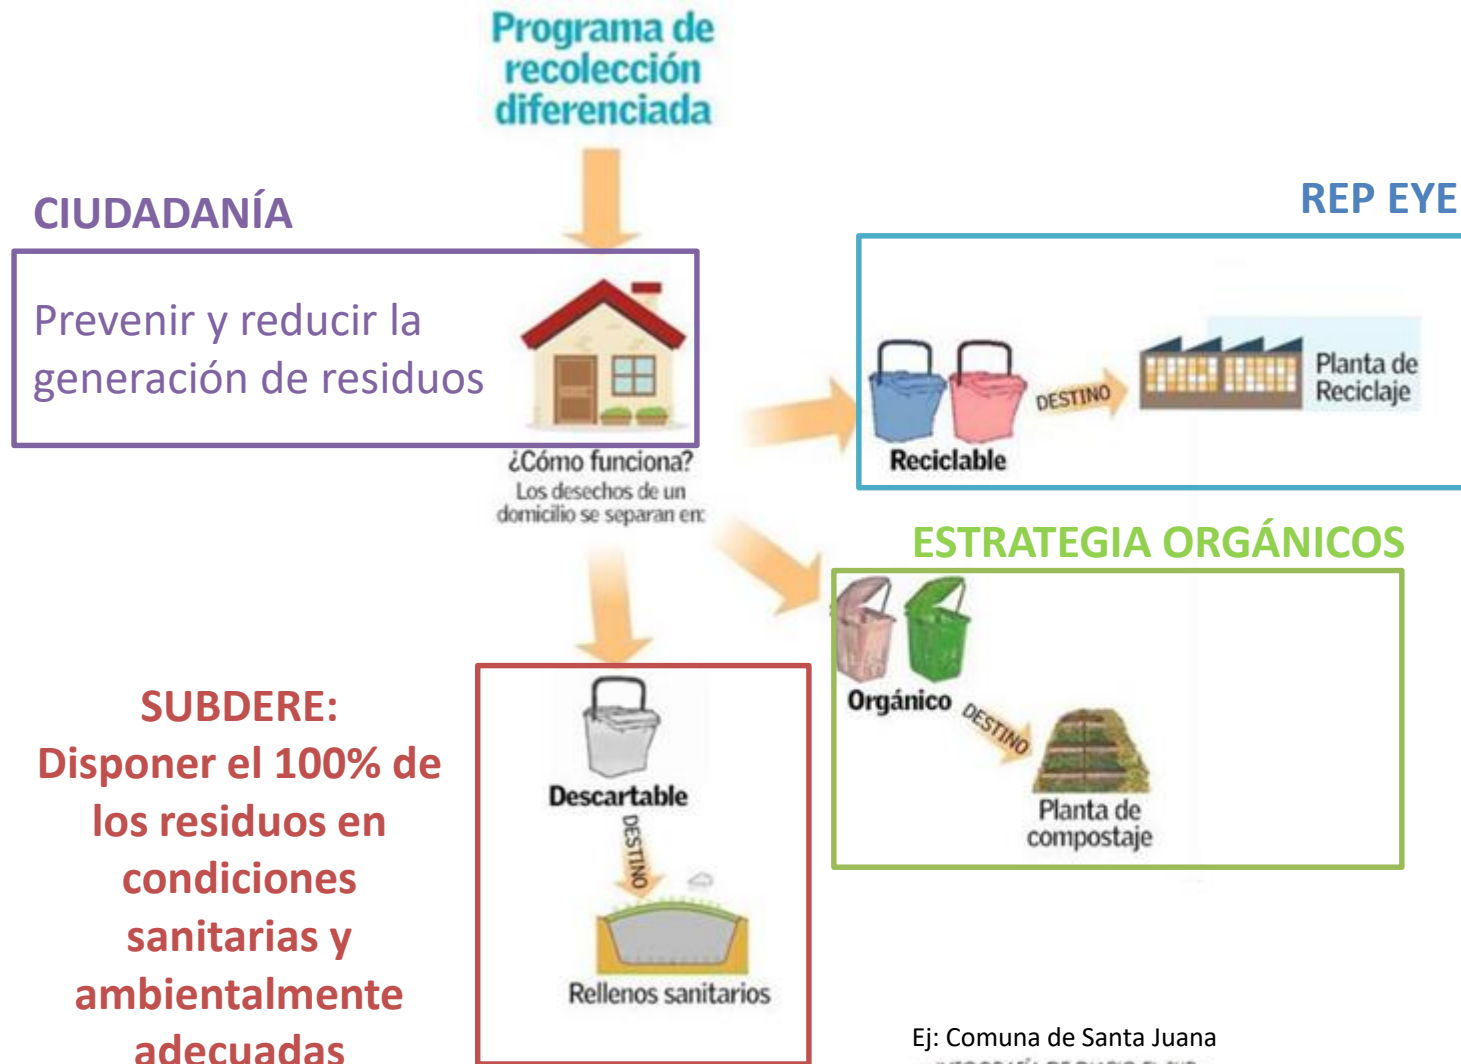 Programa de
recolección
diferenciada
CIUDADANÍA
Prevenir y reducir la
generación de residuos
¿Cómo funciona?
Los desechos de un
domicilio se separan en:
REP EYE
DESTINO
Planta de
Reciclaje
Reciclable
ESTRATEGIA ORGÁNICOS
Orgánico
DESTINO
Planta de
compostaje
SUBDERE:
Disponer el 100% de
los residuos en
condiciones
sanitarias y
ambientalmente
adecuadas
Descartable
DESTINO
Rellenos sanitarios
Ej: Comuna de Santa Juana